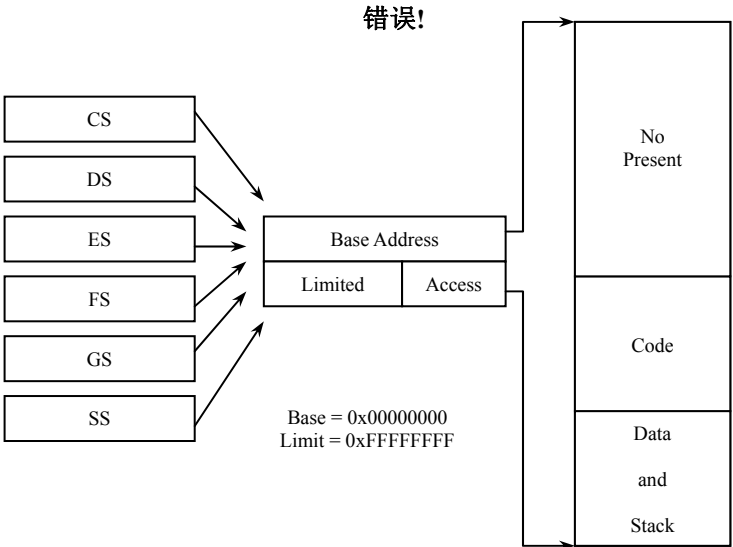 错误!
CS
DS
ES
FS
GS
SS
Base Address
Limited
Access
Base = 0x00000000
Limit = 0xFFFFFFFF
No
Present
Code
Data
and
Stack